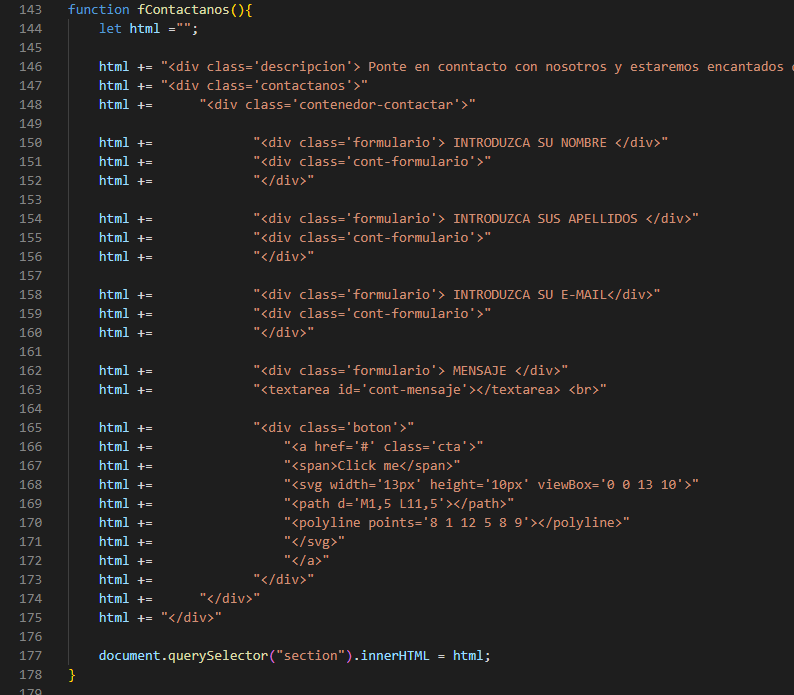 143 function fContactanos(){
144 let html ="";
145
146 html += "<div class='descripcion'> Ponte en conntacto con nosotros y estaremos encantados
147 html += "<div class='contactanos'>"
148 html += "<div class='contenedor-contactar'>"
149
150 html += "<div class='formulario'> INTRODUZCA SU NOMBRE </div>"
151 html += "<div class='cont-formulario'>"
152 html += "</div>"
153
154 html += "<div class='formulario'> INTRODUZCA SUS APELLIDOS </div>"
155 html += "<div class='cont-formulario'>"
156 html += "</div>"
157
158 html += "<div class='formulario'> INTRODUZCA SU E-MAIL</div>"
159 html += "<div class='cont-formulario'>"
160 html += "</div>"
161
162 html += "<div class='formulario'> MENSAJE </div>"
163 html += "<textarea id='cont-mensaje'></textarea> <br>"
164
165 html += "<div class='boton'>"
166 html += "<a href='#' class='cta'>"
167 html += "<span>Click me</span>"
168 html += "<svg width='13px' height='10px' viewBox='0 0 13 10'>"
169 html += "<path d='M1,5 L11,5'></path>"
170 html += "<polyline points='8 1 12 5 8 9'></polyline>"
171 html += "</svg>"
172 html += "</a>"
173 html += "</div>"
174 html += "</div>"
175 html += "</div>"
176
177 document.querySelector("section").innerHTML = html;
178 }
179